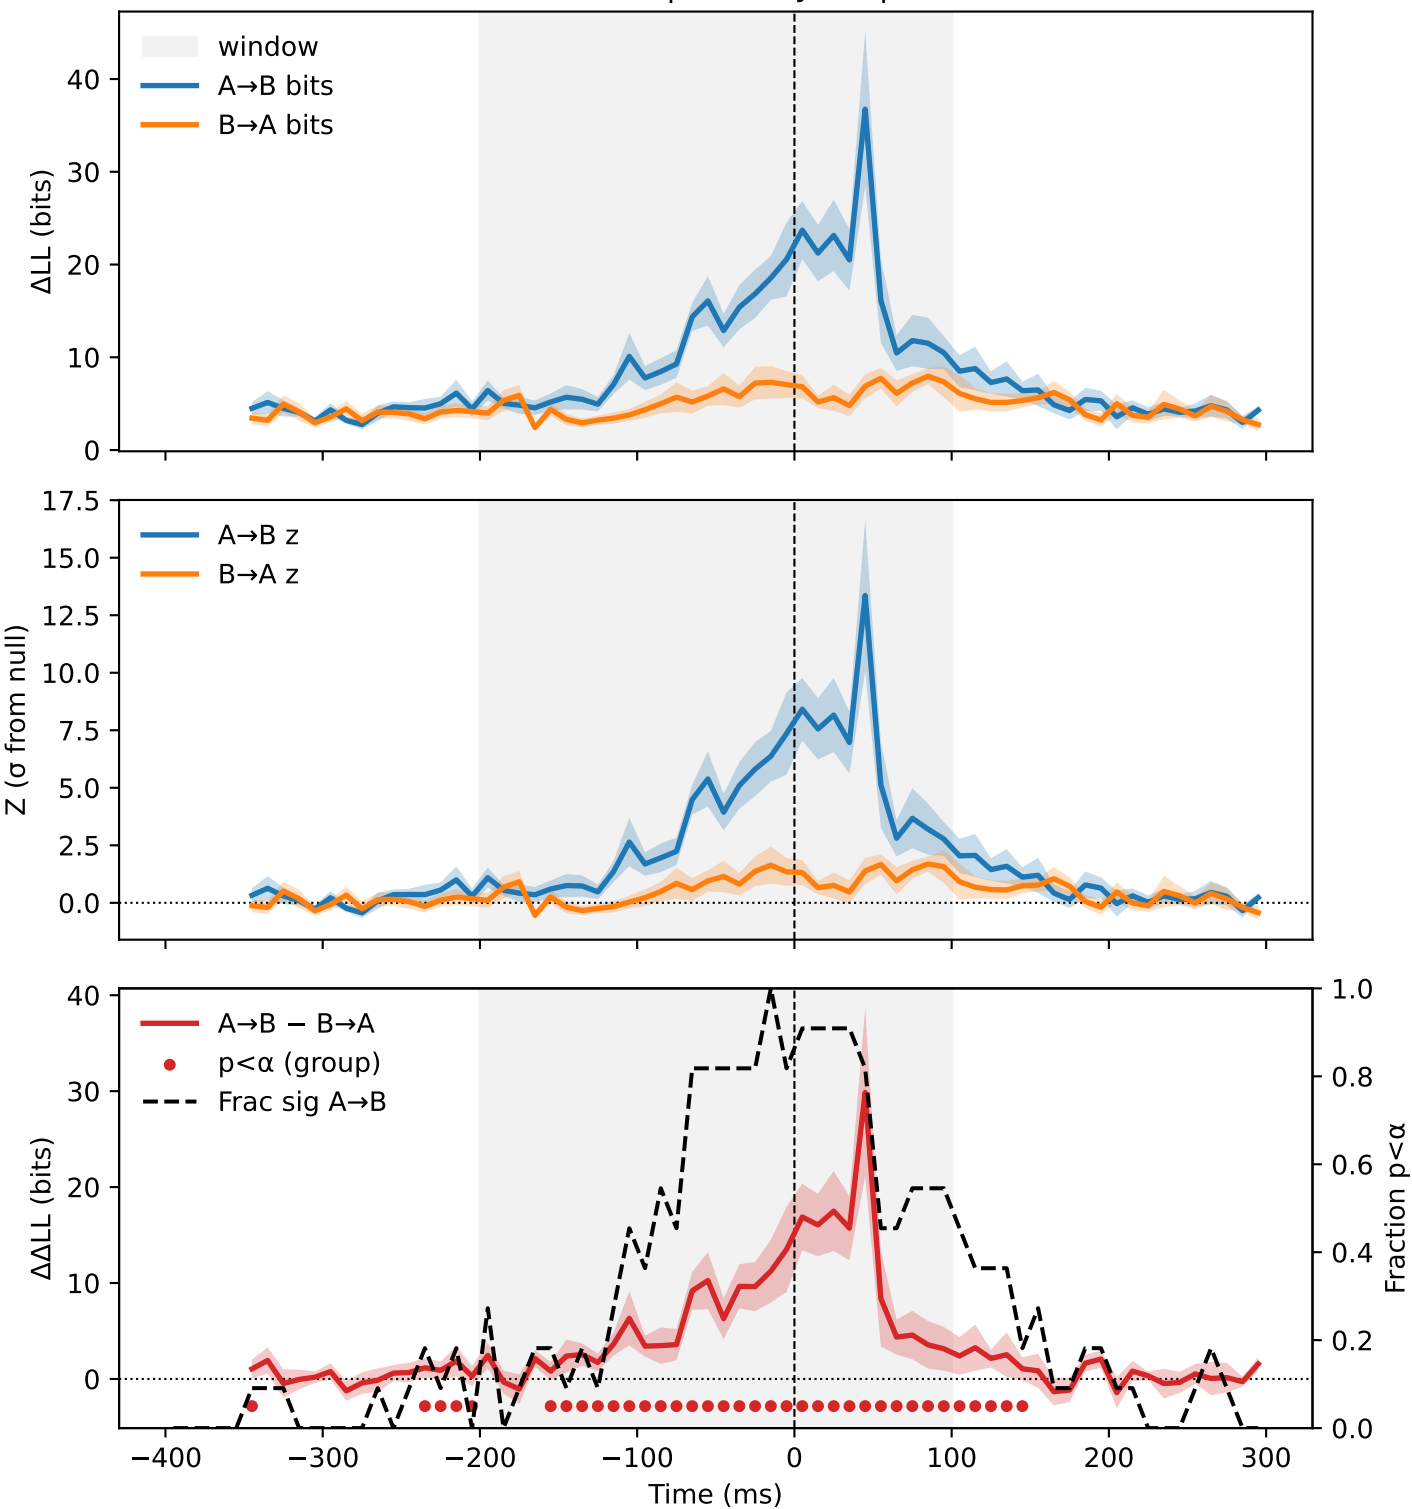 window
A→B bits
B→A bits
40
30
20
10
0
ΔLL (bits)
17.5
15.0
12.5
10.0
7.5
5.0
2.5
0.0
Z (σ from null)
A→B z
B→A z
40
30
20
10
0
ΔΔLL (bits)
A→B − B→A
p<α (group)
Frac sig A→B
1.0
0.8
0.6
0.4
0.2
0.0
Fraction p<α
−400 −300 −200 −100 0 100 200 300
Time (ms)